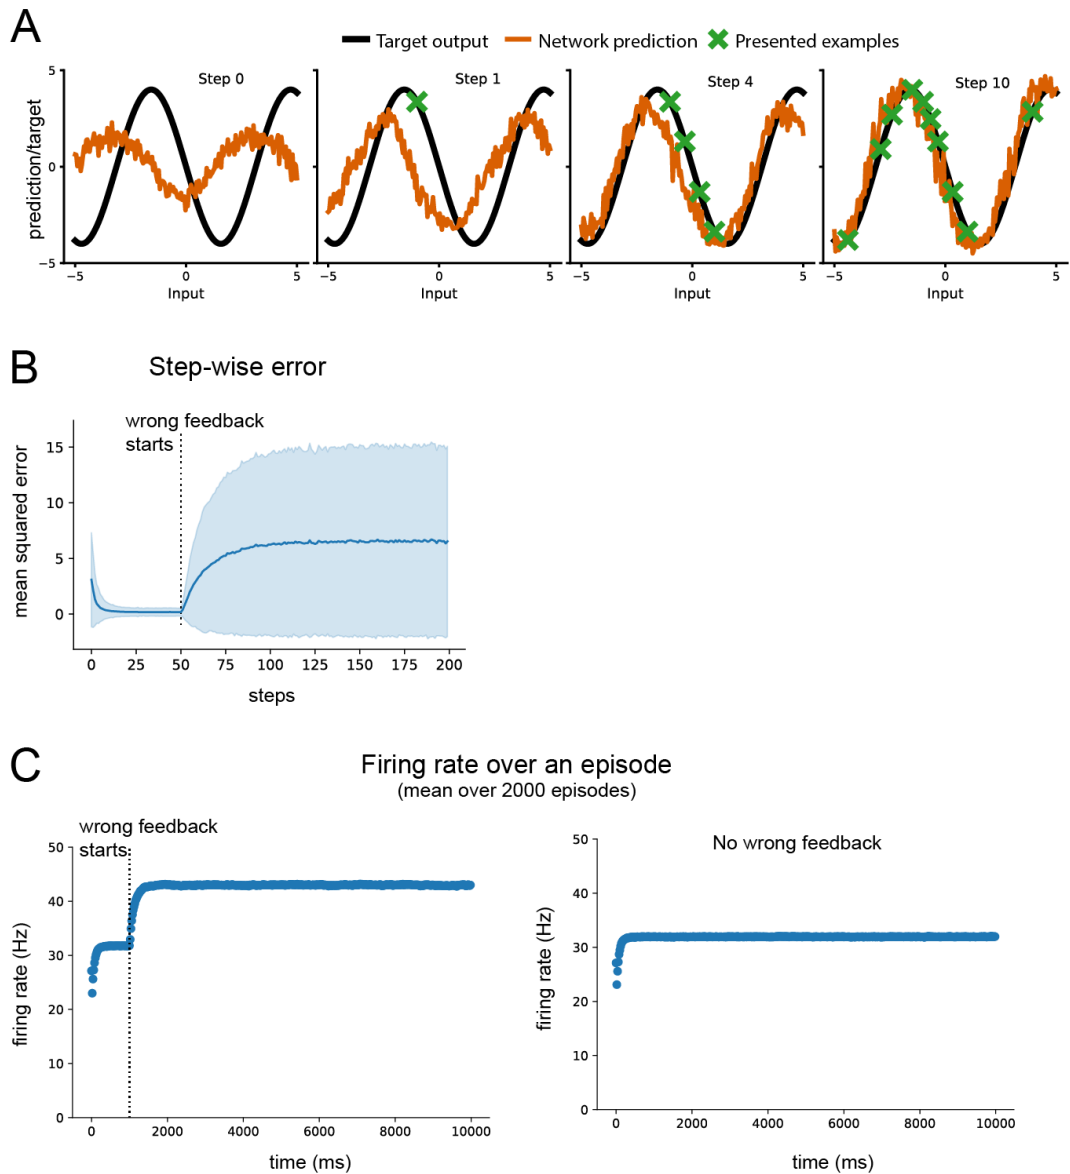 A
Target output Network prediction Presented examples
Step 0 Step 1 Step 4 Step 10
prediction/target
5
0
−5
−5 0 5 −5 0 5 −5 0 5 −5 0 5
Input Input Input Input
B
Step-wise error
wrong feedback
starts
mean squared error
15
10
5
0
0 25 50 75 100 125 150 175 200
steps
C
Firing rate over an episode
(mean over 2000 episodes)
wrong feedback
starts
firing rate (Hz)
50
40
30
20
10
0
0 2000 4000 6000 8000 10000
time (ms)
No wrong feedback
firing rate (Hz)
50
40
30
20
10
0
0 2000 4000 6000 8000 10000
time (ms)